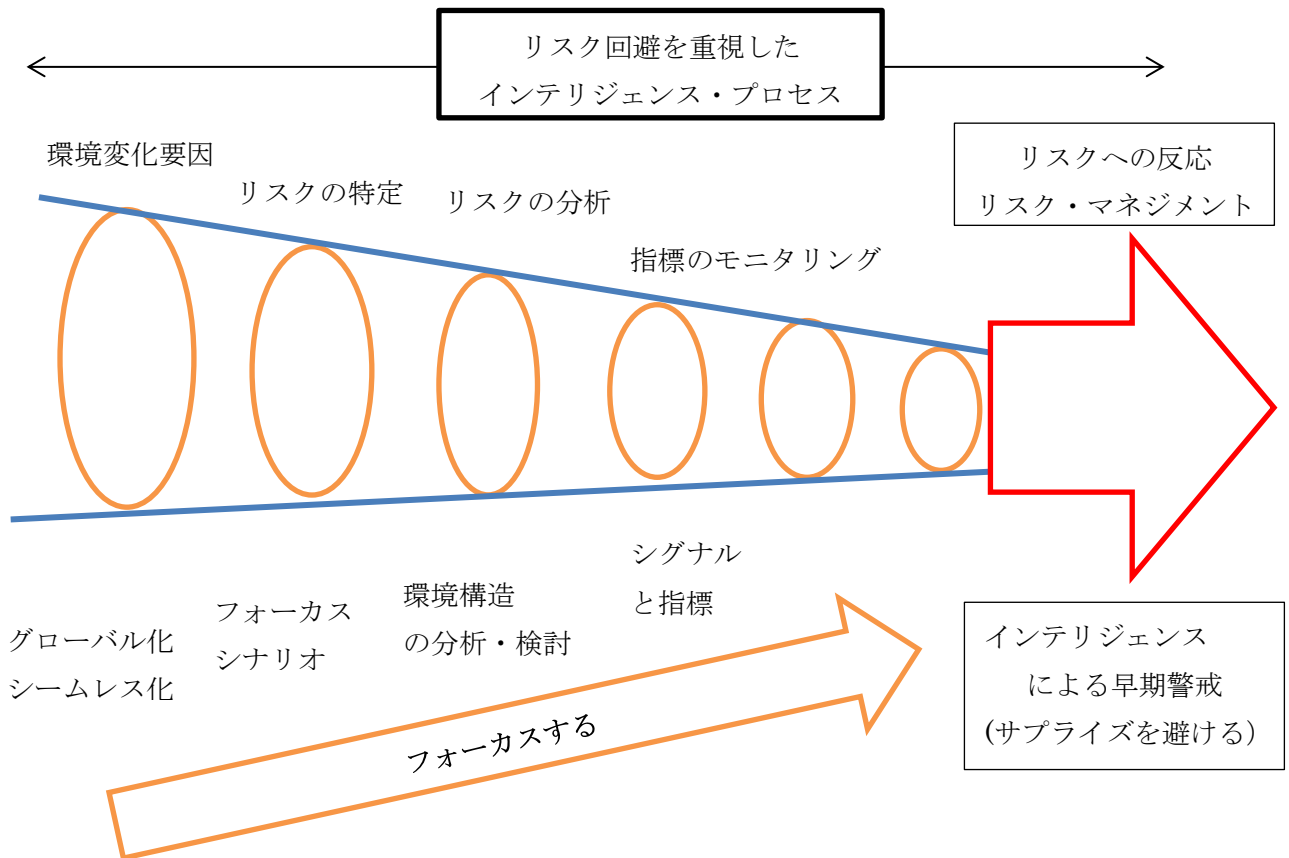 リスク回避を重視した
インテリジェンス・プロセス
環境変化要因
リスクの特定
リスクの分析
指標のモニタリング
リスクへの反応
リスク・マネジメント
グローバル化
シームレス化
フォーカス
シナリオ
環境構造
の分析・検討
シグナル
と指標
フォーカスする
インテリジェンス
による早期警戒
(サプライズを避ける）